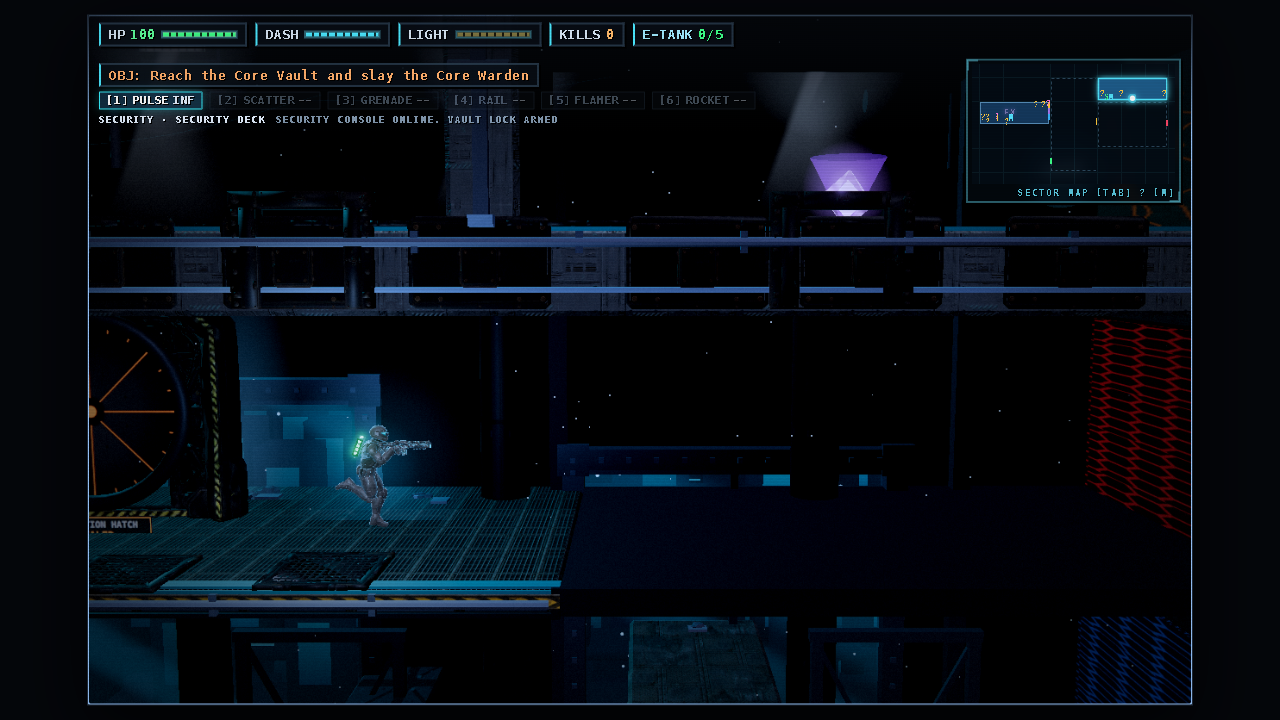 HP 100 DASH LIGHT KILLS 0 E-TANK 0/5
OBJ: Reach the Core Vault and slay the Core Warden
[1] PULSE INF [2] SCATTER -- [3] GRENADE -- [4] RAIL -- [5] FLAMER -- [6] ROCKET --
SECURITY · SECURITY DECK SECURITY CONSOLE ONLINE. VAULT LOCK ARMED
SECTOR MAP [TAB] ? [M]
ION HATCH